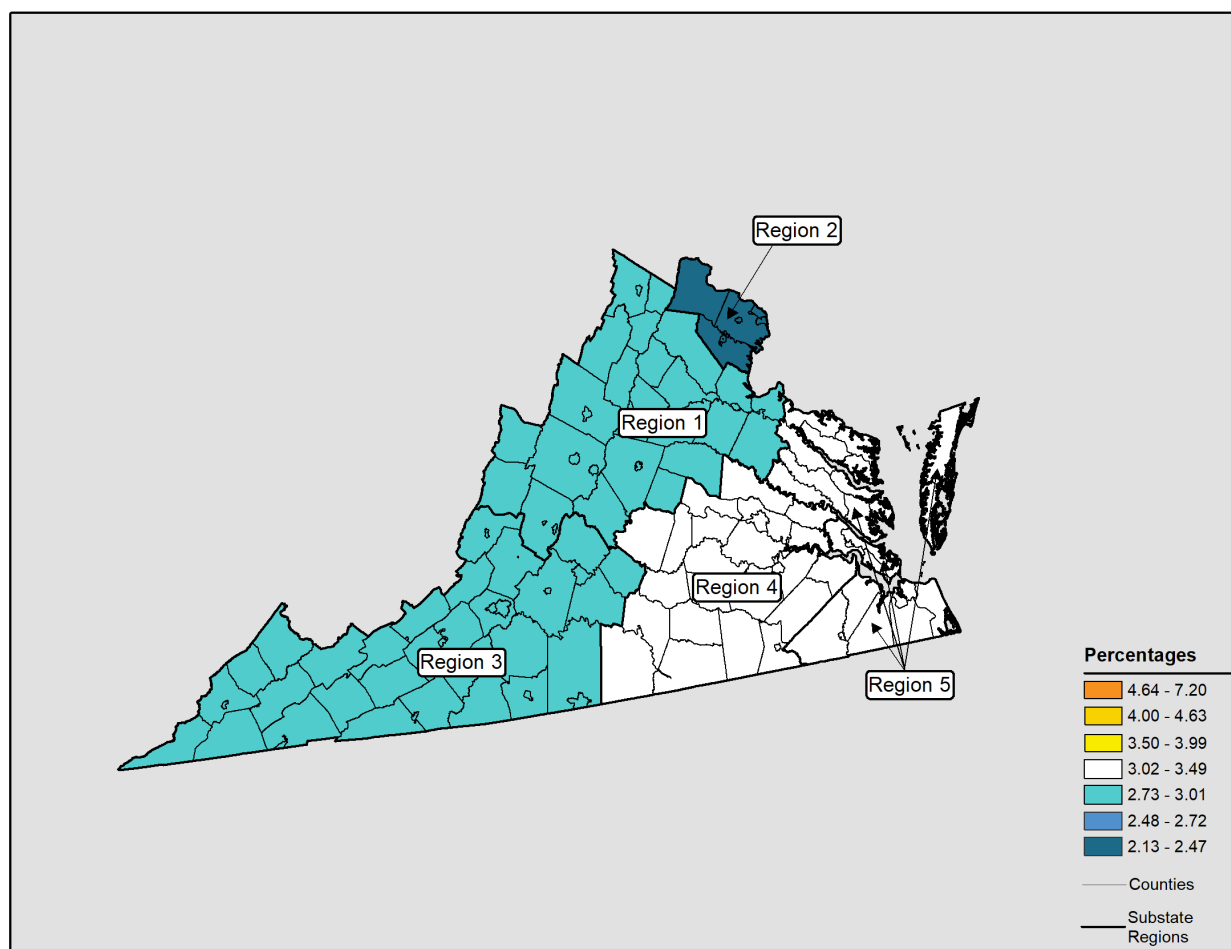 Region 2
Region 1
Region 4
Region 3
Region 5
Percentages
4.64 - 7.20
4.00 - 4.63
3.50 - 3.99
3.02 - 3.49
2.73 - 3.01
2.48 - 2.72
2.13 - 2.47
Counties
Substate
Regions